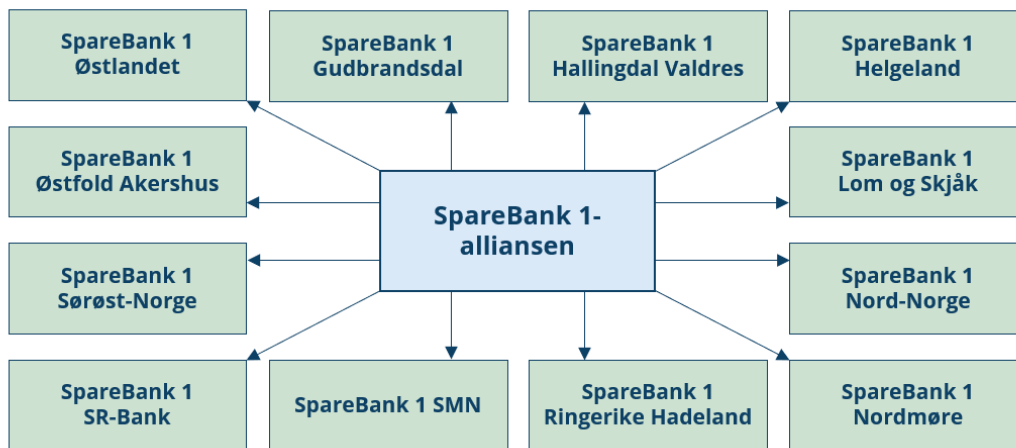 SpareBank 1
Østlandet
SpareBank 1
Gudbrandsdal
SpareBank 1
Hallingdal Valdres
SpareBank 1
Helgeland
SpareBank 1
Østfold Akershus
SpareBank 1-
alliansen
SpareBank 1
Lom og Skjåk
SpareBank 1
Sørøst-Norge
SpareBank 1
Nord-Norge
SpareBank 1
SR-Bank
SpareBank 1 SMN
SpareBank 1
Ringerike Hadeland
SpareBank 1
Nordmøre